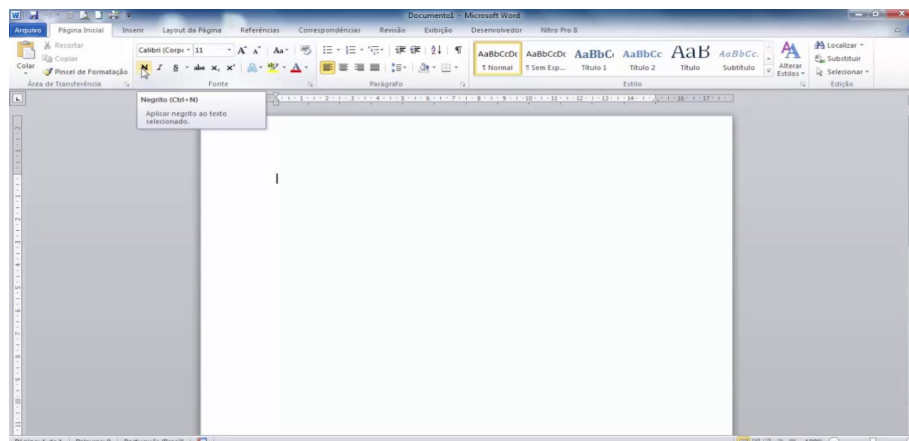 Documento1 - Microsoft Word
Arquivo Página Inicial Inserir Layout da Página Referências Correspondências Revisão Exibição Desenvolvedor Nitro Pro 8
Colar
Recortar
Copiar
Pincel de Formatação
Área de Transferência
Calibri (Corpo 11
N I S abc x, x² A
Fonte
Parágrafo
AaBbCcDc AaBbCcDc AaBbCc AaBbCc AaB AaBbCc.
¶ Normal ¶ Sem Esp... Título 1 Título 2 Título Subtítulo
Alterar Estilos
Estilo
Localizar
Substituir
Selecionar
Edição
Negrito (Ctrl+N)
Aplicar negrito ao texto
selecionado.